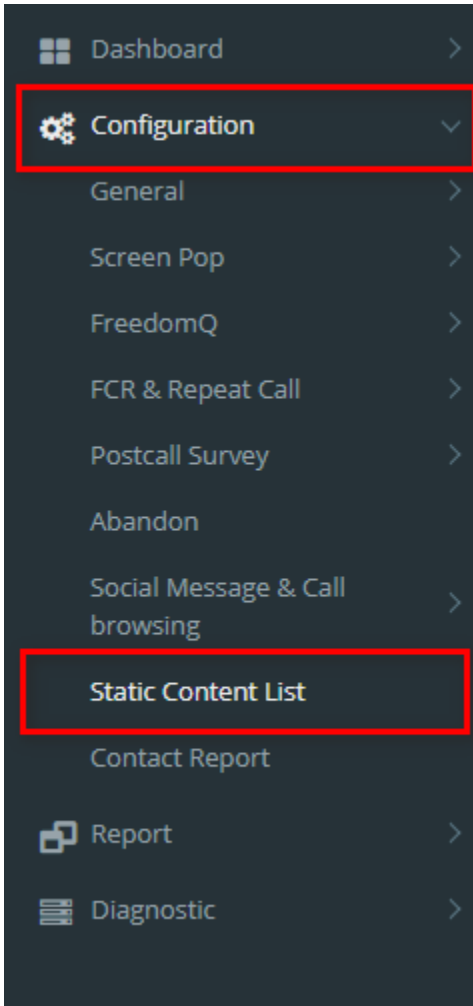 Dashboard
Configuration
General
Screen Pop
FreedomQ
FCR & Repeat Call
Postcall Survey
Abandon
Social Message & Call
browsing
Static Content List
Contact Report
Report
Diagnostic